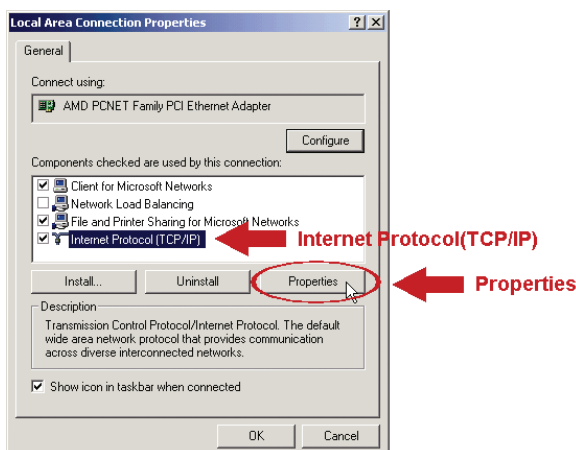 Local Area Connection Properties
General
Connect using:
AMD PCNET Family PCI Ethernet Adapter
Configure
Components checked are used by this connection:
Client for Microsoft Networks
Network Load Balancing
File and Printer Sharing for Microsoft Networks
Internet Protocol (TCP/IP)
Internet Protocol(TCP/IP)
Install...
Uninstall
Properties
Properties
Description
Transmission Control Protocol/Internet Protocol. The default
wide area network protocol that provides communication
across diverse interconnected networks.
Show icon in taskbar when connected
OK
Cancel